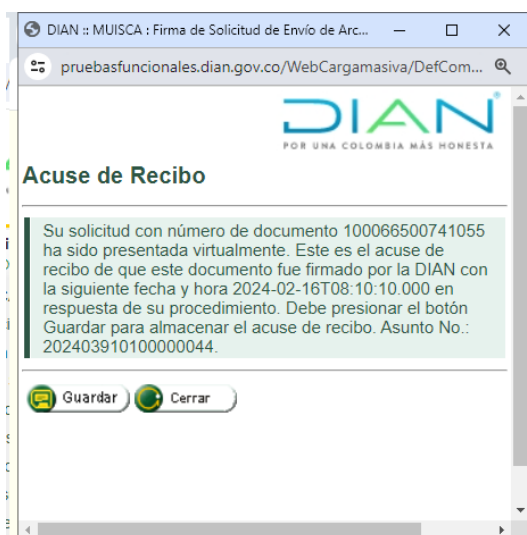 DIAN :: MUISCA : Firma de Solicitud de Envío de Arc...
pruebasfuncionales.dian.gov.co/WebCargamasiva/DefCom...
DIAN
POR UNA COLOMBIA MÁS HONESTA
Acuse de Recibo
Su solicitud con número de documento 100066500741055
ha sido presentada virtualmente. Este es el acuse de
recibo de que este documento fue firmado por la DIAN con
la siguiente fecha y hora 2024-02-16T08:10:10.000 en
respuesta de su procedimiento. Debe presionar el botón
Guardar para almacenar el acuse de recibo. Asunto No.:
202403910100000044.
Guardar Cerrar